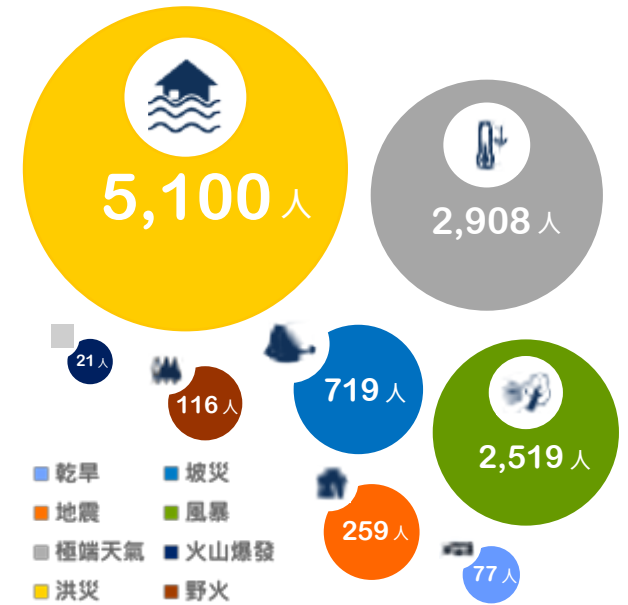 5,100 人
2,908 人
21 人
116 人
719 人
2,519 人
259 人
77 人
乾旱
坡災
地震
風暴
極端天氣
火山爆發
洪災
野火